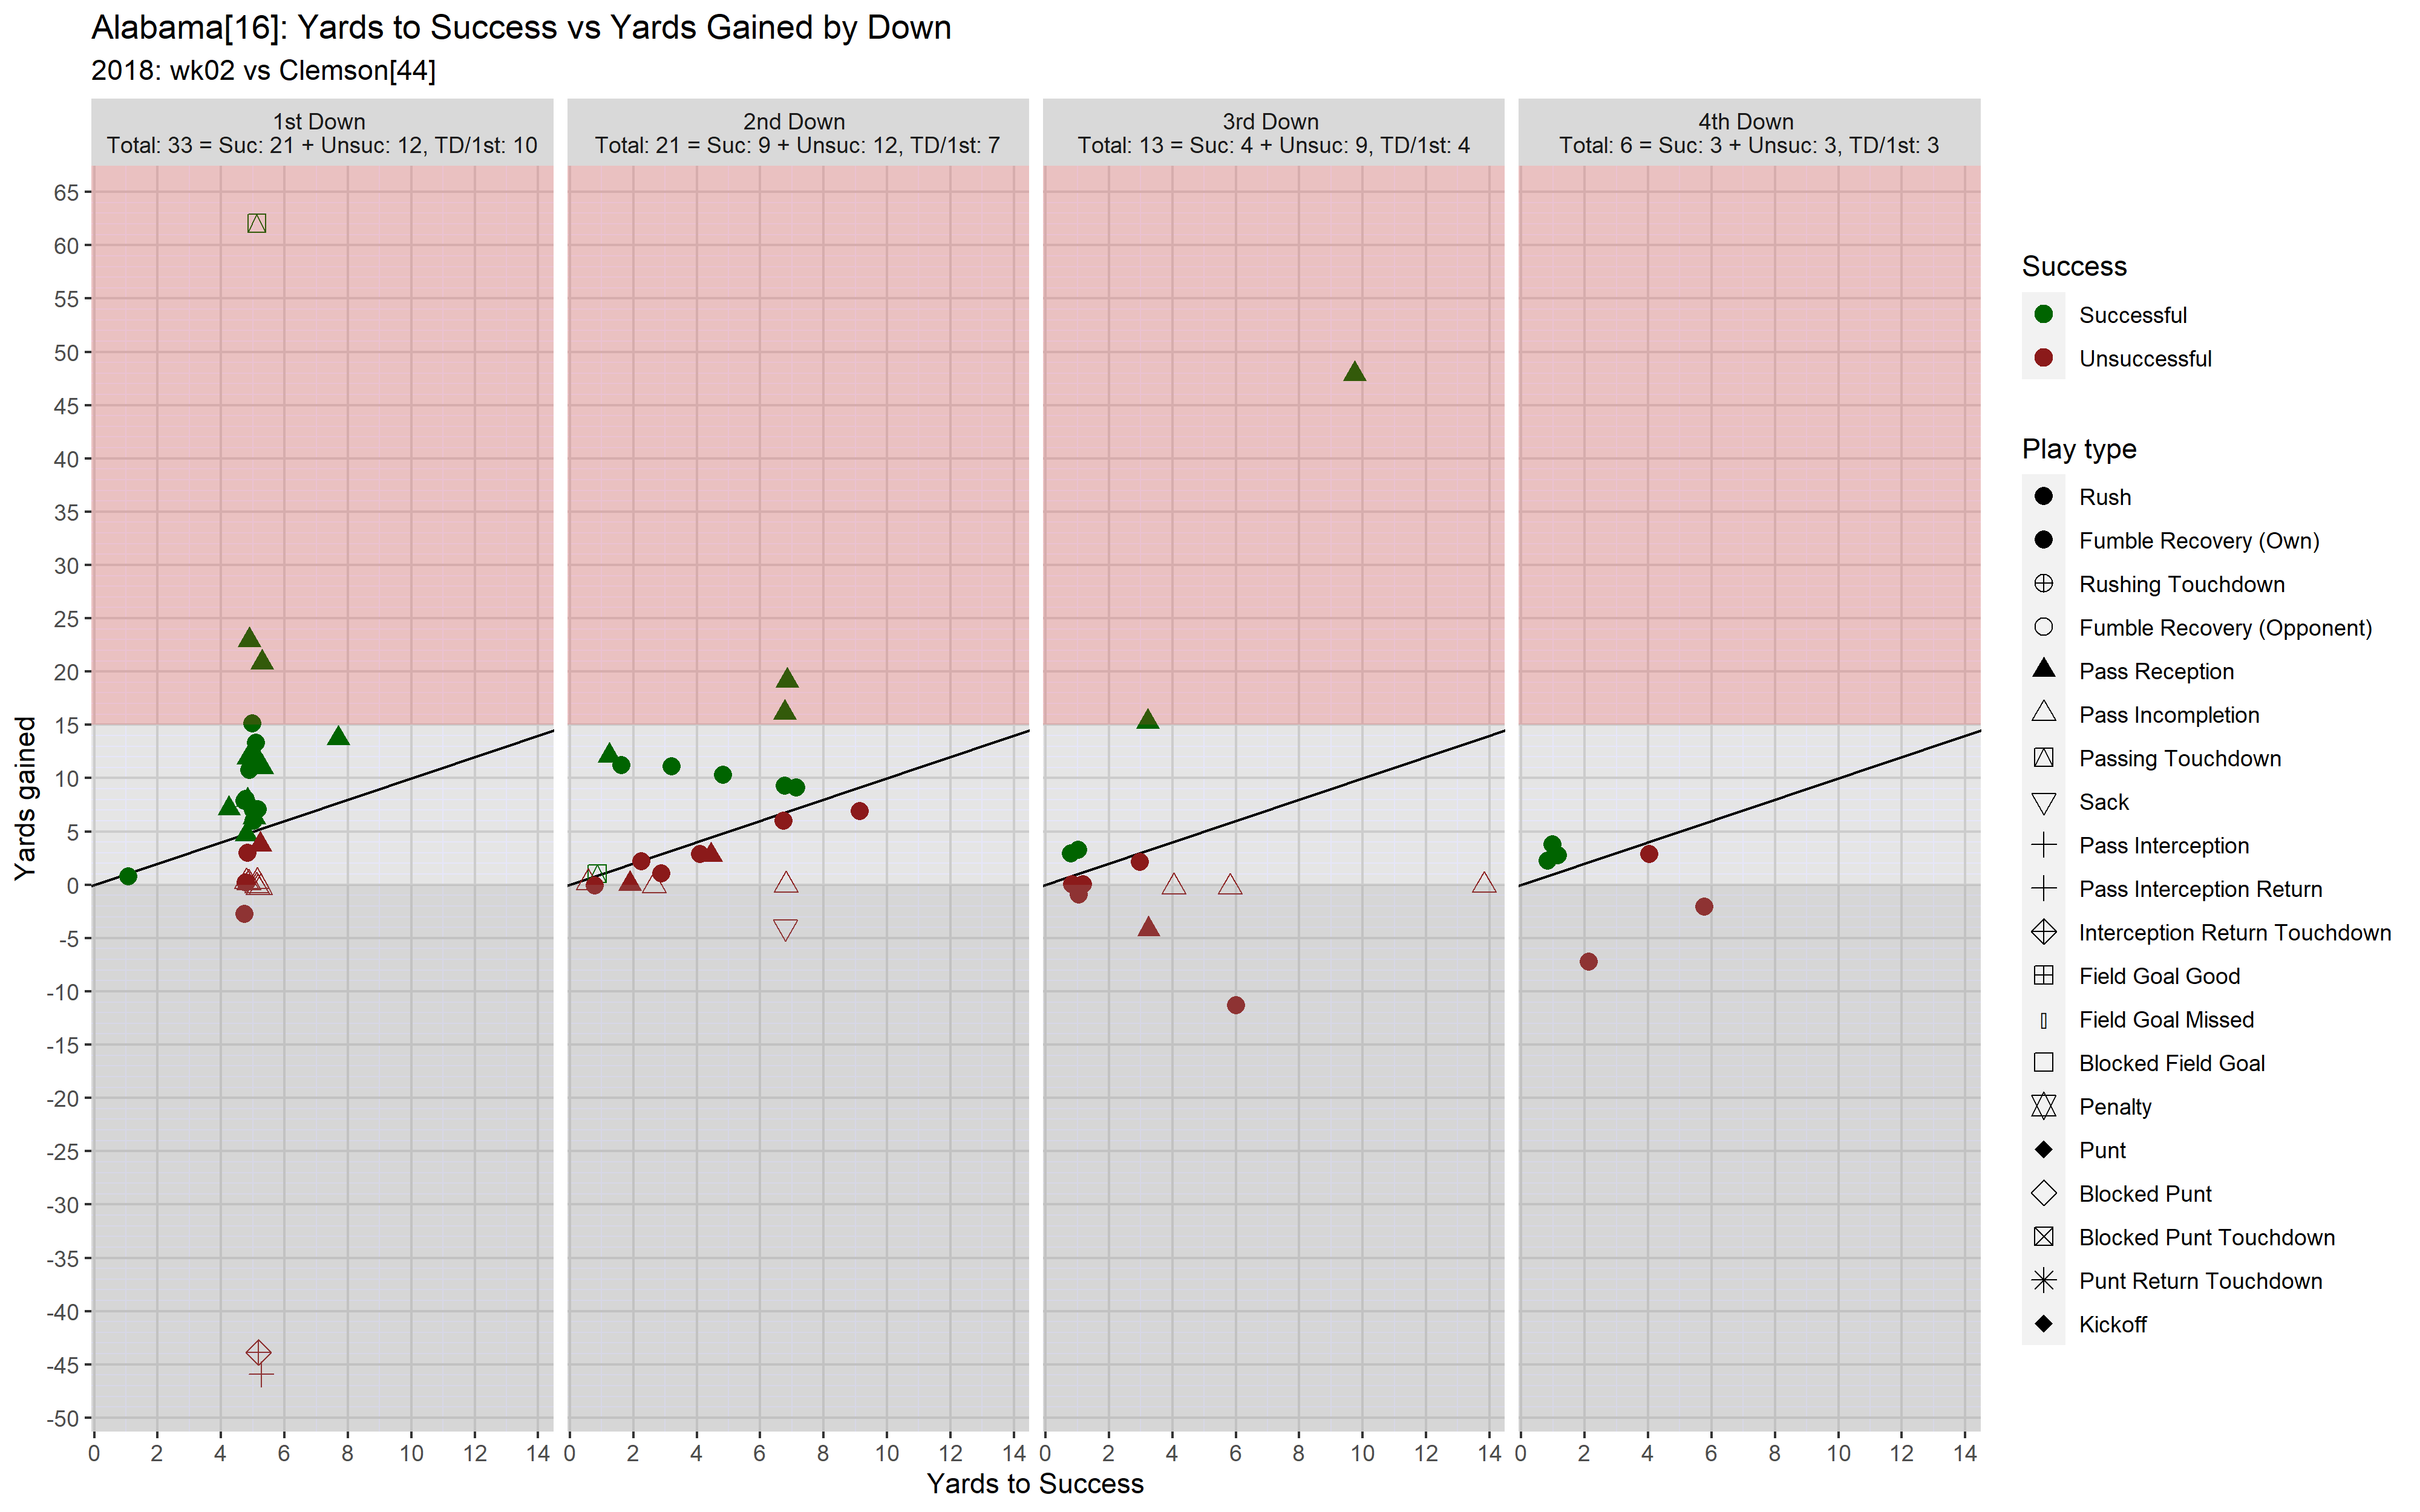 Alabama[16]: Yards to Success vs Yards Gained by Down
2018: wk02 vs Clemson[44]
1st Down
Total: 33 = Suc: 21 + Unsuc: 12, TD/1st: 10
2nd Down
Total: 21 = Suc: 9 + Unsuc: 12, TD/1st: 7
3rd Down
Total: 13 = Suc: 4 + Unsuc: 9, TD/1st: 4
4th Down
Total: 6 = Suc: 3 + Unsuc: 3, TD/1st: 3
Yards gained
65
60
55
50
45
40
35
30
25
20
15
10
5
0
-5
-10
-15
-20
-25
-30
-35
-40
-45
-50
0 2 4 6 8 10 12 14
0 2 4 6 8 10 12 14
0 2 4 6 8 10 12 14
0 2 4 6 8 10 12 14
Yards to Success
Success
Successful
Unsuccessful
Play type
Rush
Fumble Recovery (Own)
Rushing Touchdown
Fumble Recovery (Opponent)
Pass Reception
Pass Incompletion
Passing Touchdown
Sack
Pass Interception
Pass Interception Return
Interception Return Touchdown
Field Goal Good
Field Goal Missed
Blocked Field Goal
Penalty
Punt
Blocked Punt
Blocked Punt Touchdown
Punt Return Touchdown
Kickoff